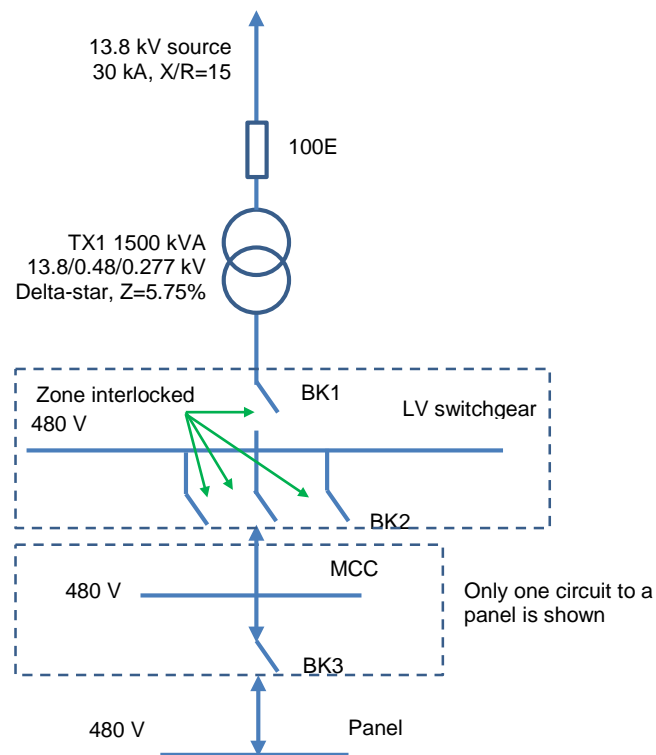 13.8 kV source
30 kA, X/R=15
100E
TX1 1500 kVA
13.8/0.48/0.277 kV
Delta-star, Z=5.75%
Zone interlocked
BK1
480 V
LV switchgear
BK2
MCC
480 V
Only one circuit to a
panel is shown
BK3
480 V
Panel